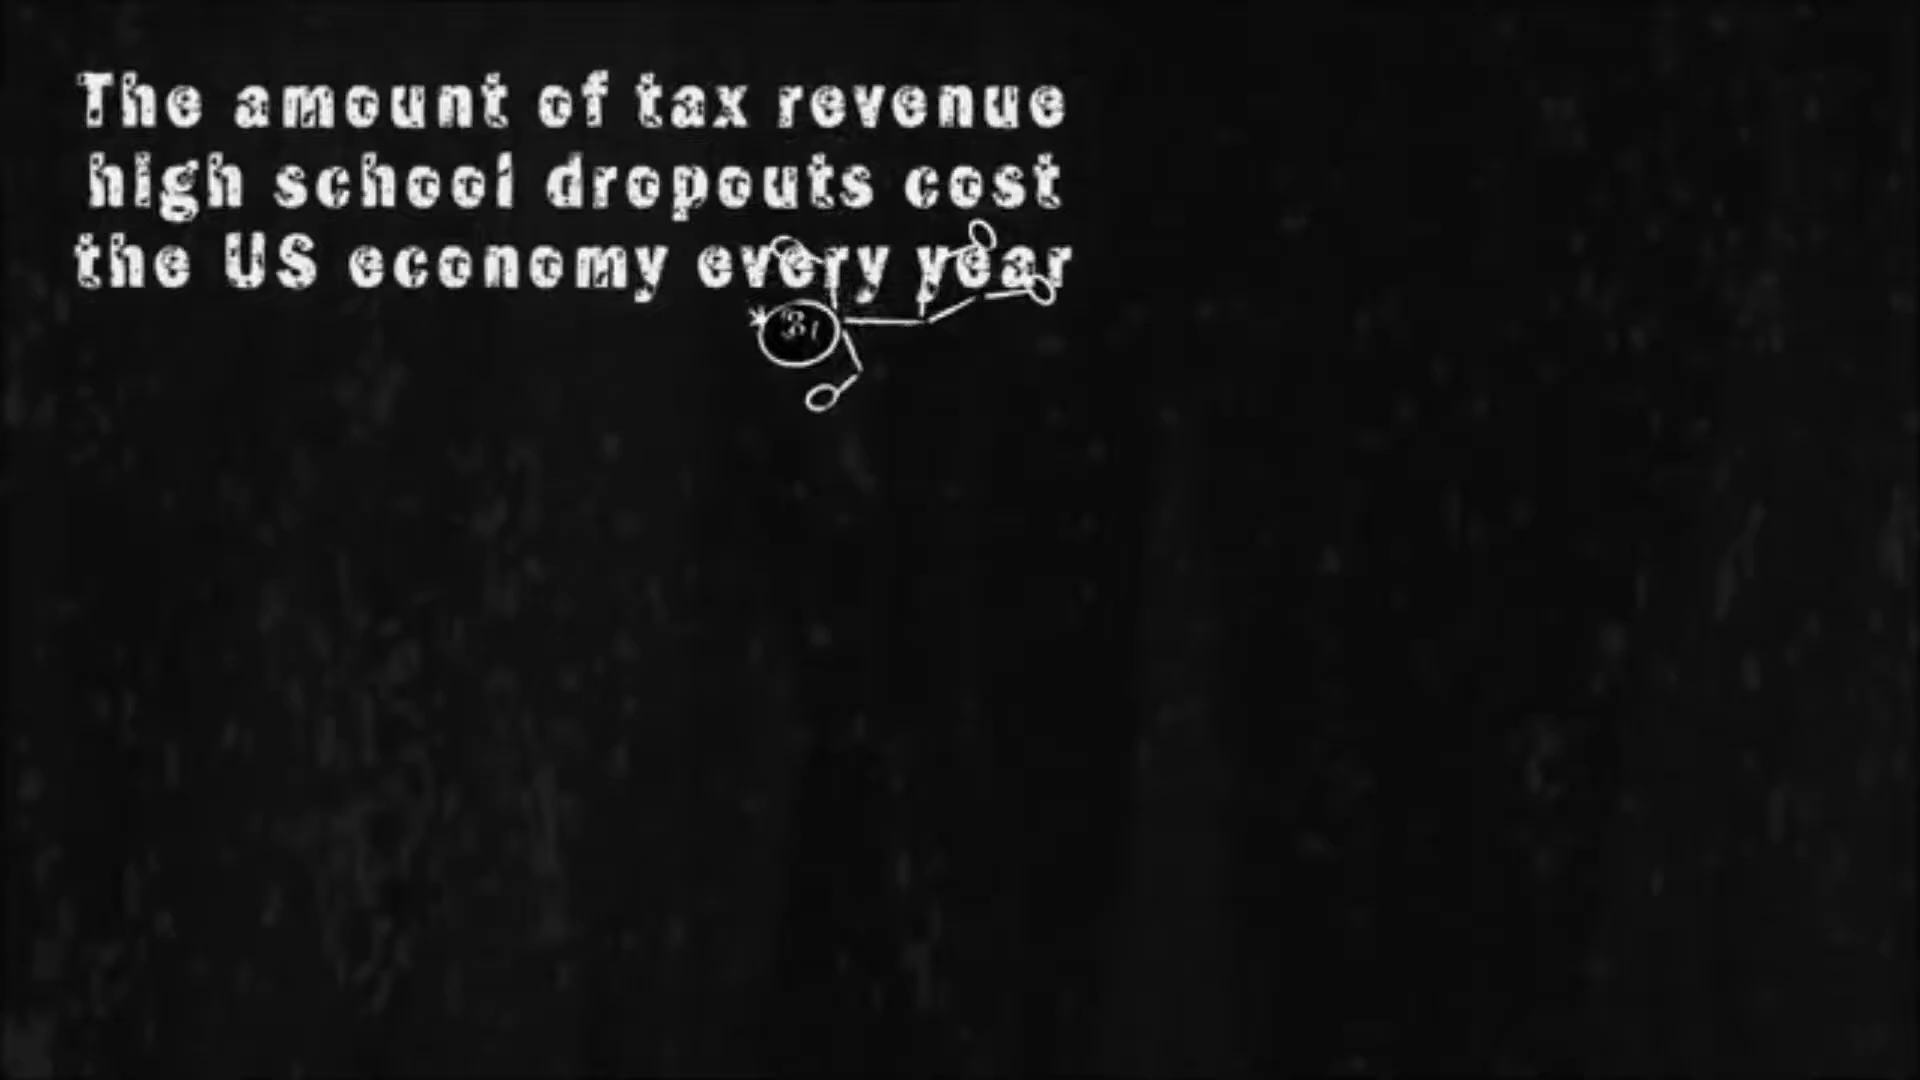 The amount of tax revenue
high school dropouts cost
the US economy every year